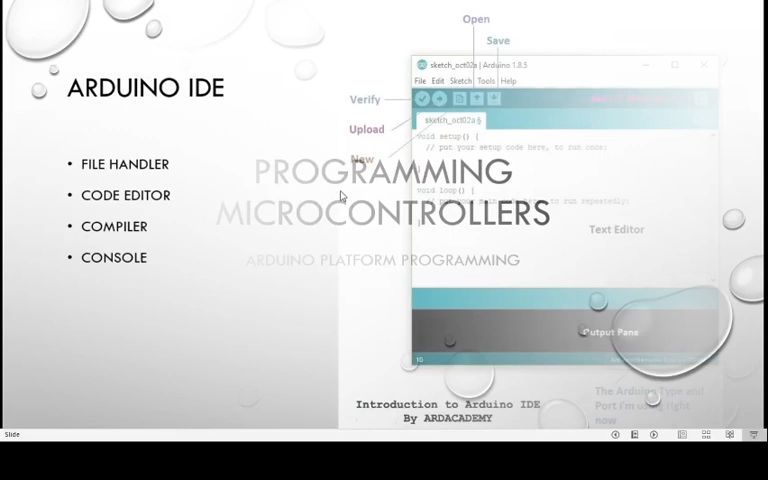 Open
Save
sketch_oct02a | Arduino 1.8.5
File Edit Sketch Tools Help
ARDUINO IDE
Verify
sketch_oct02a §
Upload
void setup() {
// put your setup code here, to run once:
New
• FILE HANDLER
PROGRAMMING
• CODE EDITOR
void loop() {
MICROCONTROLLERS
• COMPILER
Text Editor
• CONSOLE
ARDUINO PLATFORM PROGRAMMING
Output Pane
The Arduino Type and
Port I'm using right
now
Introduction to Arduino IDE
By ARDACADEMY
Slide